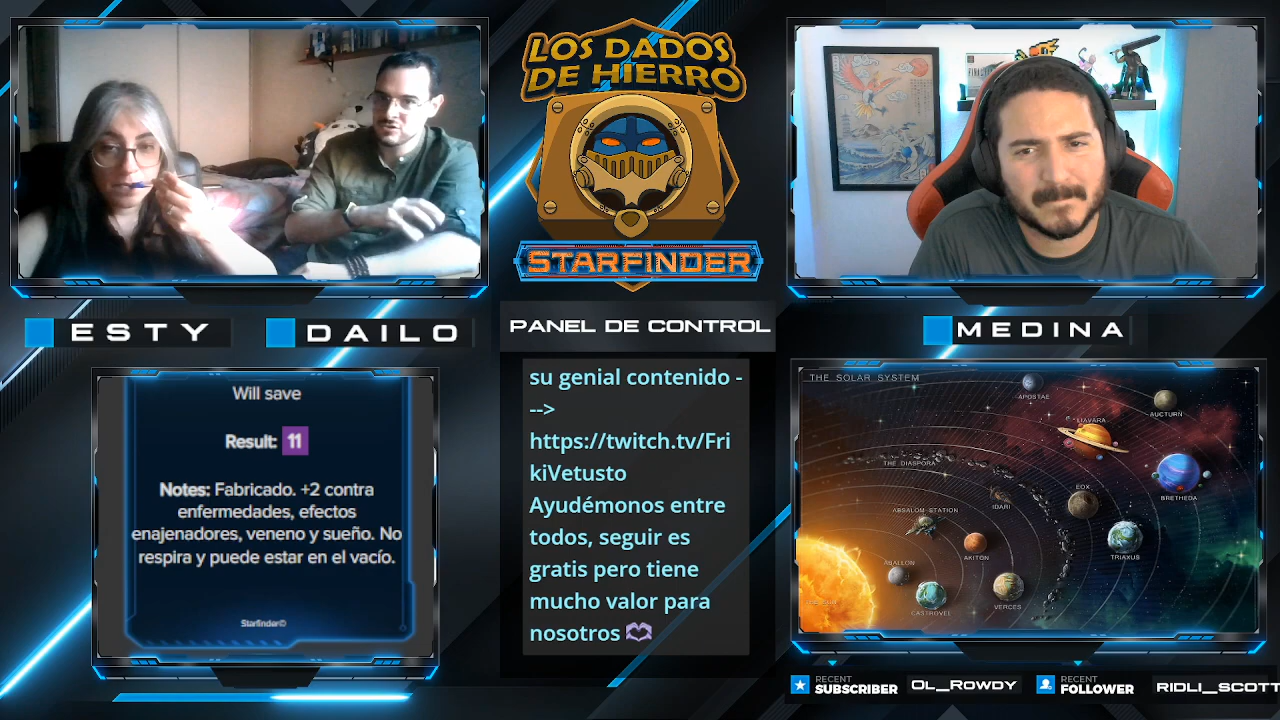 LOS DADOS
DE HIERRO
STARFINDER
ESTY
DAILO
PANEL DE CONTROL
MEDINA
Will save
Result: 11
Notes: Fabricado. +2 contra
enfermedades, efectos
enajenadores, veneno y sueño. No
respira y puede estar en el vacío.
Starfinder©
su genial contenido -
-->
https://twitch.tv/Fri
kiVetusto
Ayudémonos entre
todos, seguir es
gratis pero tiene
mucho valor para
nosotros
THE SOLAR SYSTEM
APOSTAE
AUCTURN
LIAVARA
THE DIASPORA
BRETHEDA
EOX
IDARI
ABSALOM STATION
AKITON
TRIAXUS
ABALLON
CASTROVEL
VERCES
THE SUN
RECENT
SUBSCRIBER
OL_ROWDY
RECENT
FOLLOWER
RIDLI_SCOTT